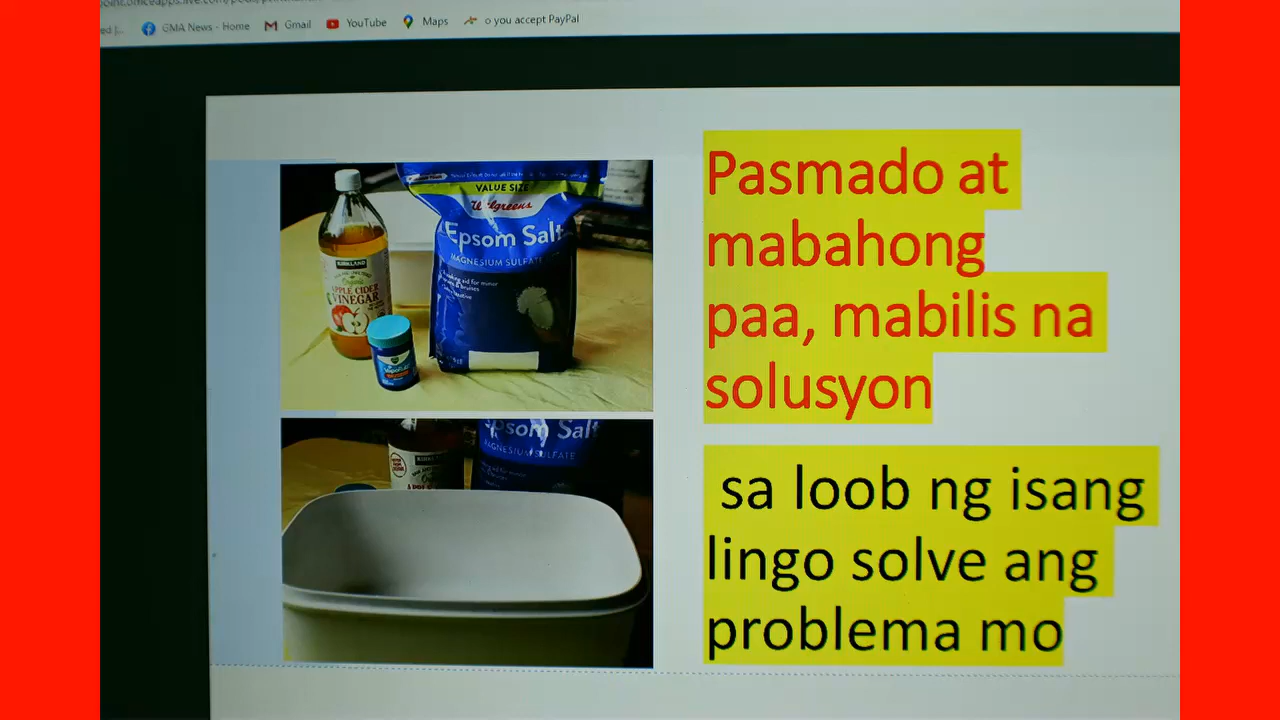 GMA News - Home
Gmail
YouTube
Maps
o you accept PayPal
VALUE SIZE
Walgreens
Epsom Salt
MAGNESIUM SULFATE
KIRKLAND
Organic
APPLE CIDER
VINEGAR
Pasmado at
mabahong
paa, mabilis na
solusyon
sa loob ng isang
lingo solve ang
problema mo
Epsom Salt
MAGNESIUM SULFATE